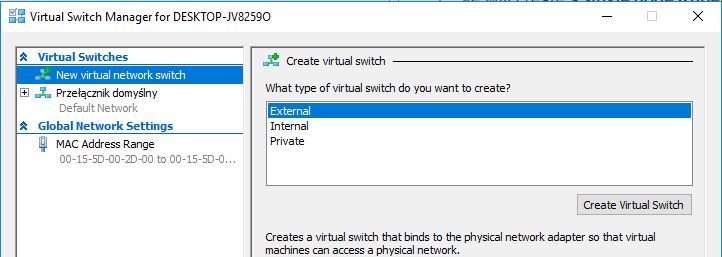 Virtual Switch Manager for DESKTOP-JV8259O
Virtual Switches
New virtual network switch
Przełącznik domyślny
Default Network
Global Network Settings
MAC Address Range
00-15-5D-00-2D-00 to 00-15-5D-0...
Create virtual switch
What type of virtual switch do you want to create?
External
Internal
Private
Create Virtual Switch
Creates a virtual switch that binds to the physical network adapter so that virtual
machines can access a physical network.